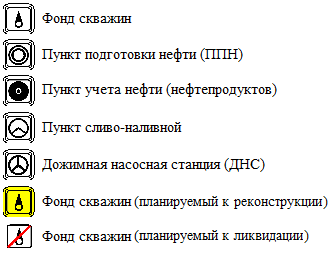 Фонд скважин
Пункт подготовки нефти (ППН)
Пункт учета нефти (нефтепродуктов)
Пункт сливо-наливной
Дожимная насосная станция (ДНС)
Фонд скважин (планируемый к реконструкции)
Фонд скважин (планируемый к ликвидации)